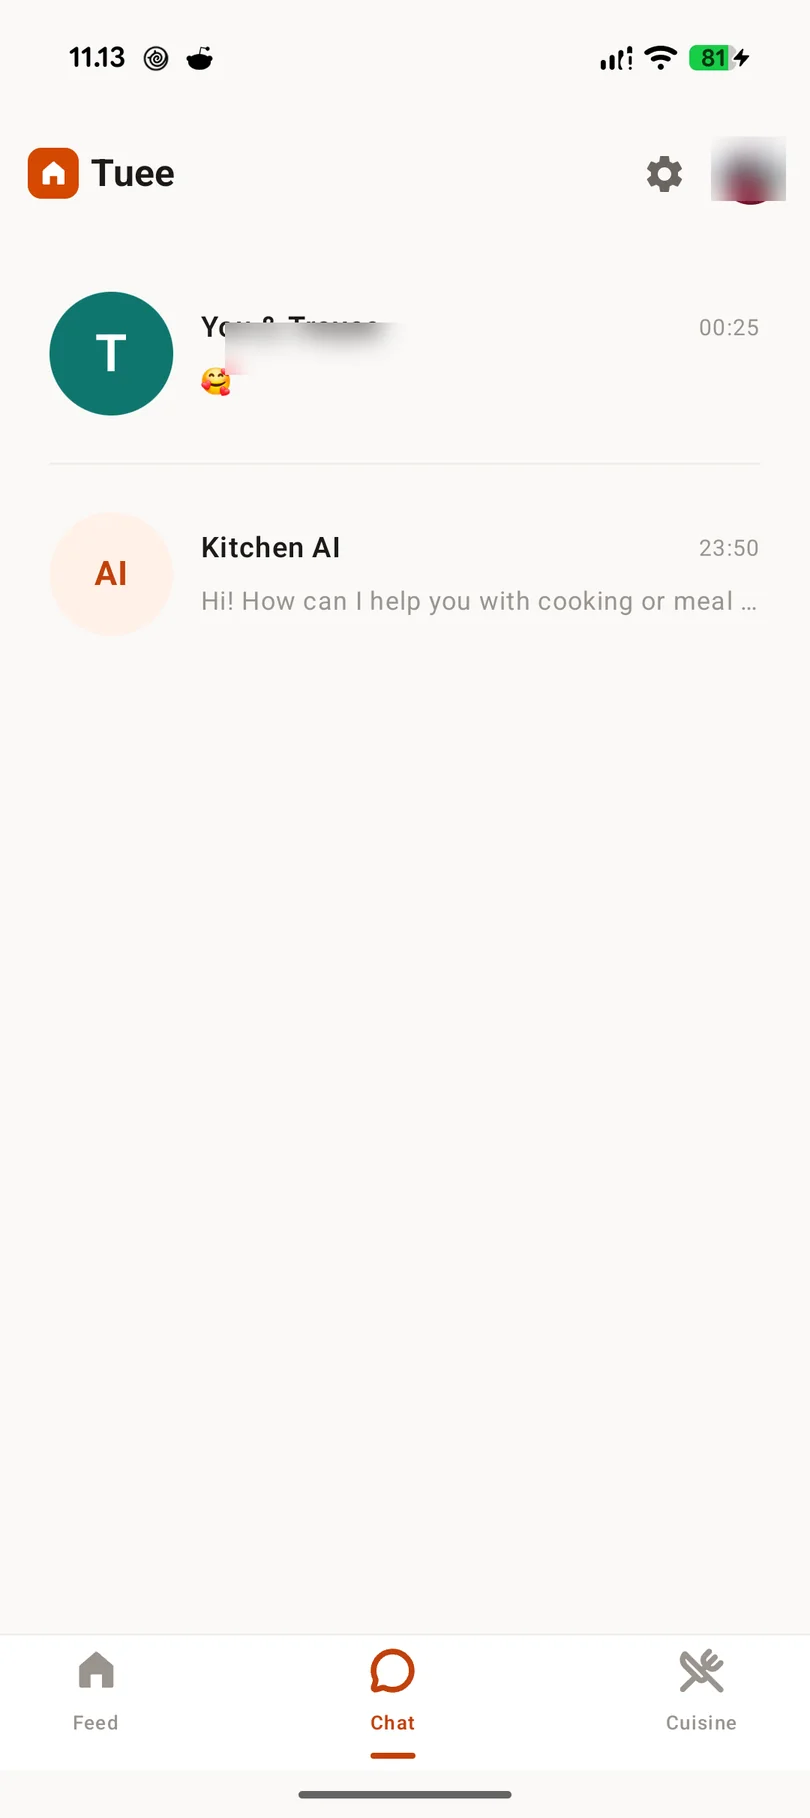 11.13
81
Tuee
T
You &
00:25
🥰
AI
Kitchen AI
23:50
Hi! How can I help you with cooking or meal ...
Feed
Chat
Cuisine